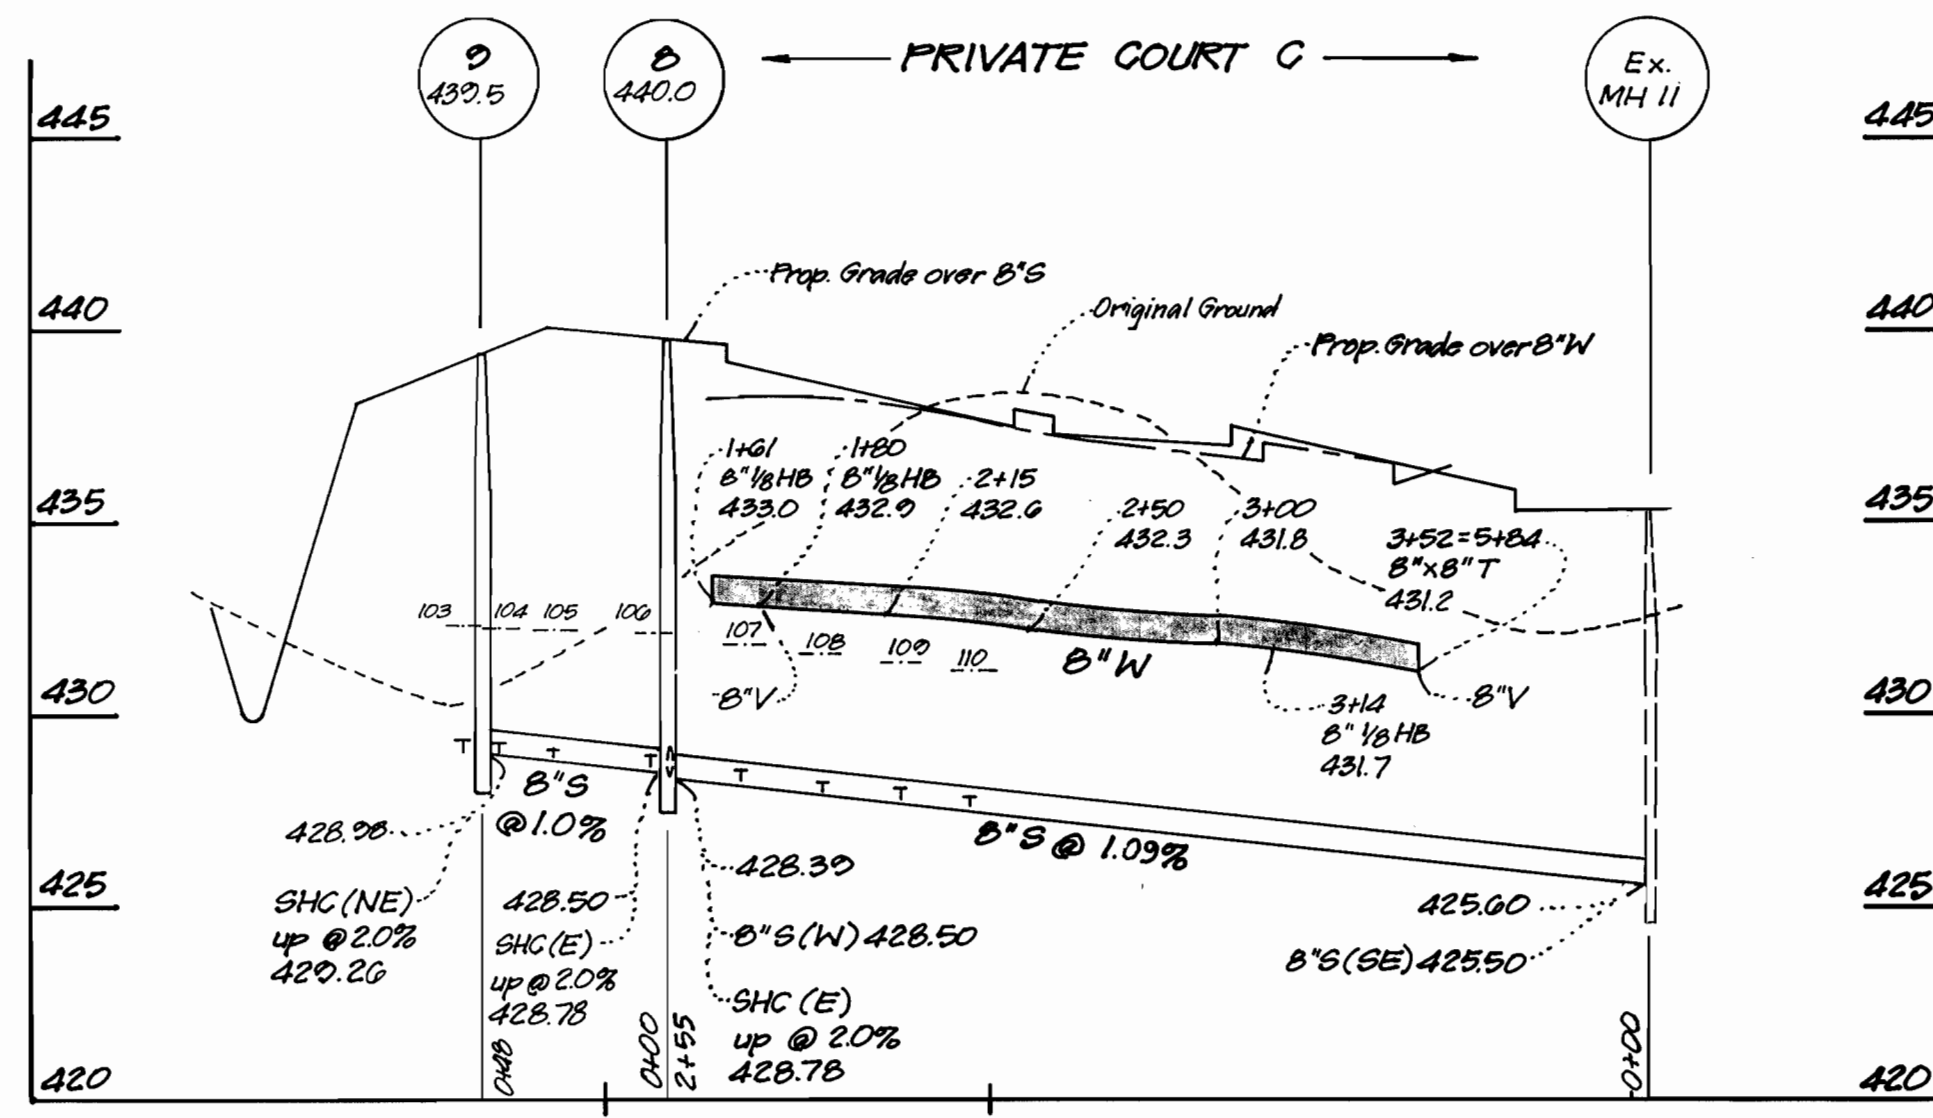 9
439.5
8
440.0
PRIVATE COURT C
Ex.
MH 11
445
445
Prop. Grade over 8"S
440
440
Original Ground
Prop. Grade over 8"W
1+61
8" 1/8 HB
433.0
1+80
8" 1/8 HB
432.9
2+15
432.6
2+50
432.3
3+00
431.8
3+52=5+84
8"x8" T
431.2
435
435
103
104
105
106
107
108
109
110
8"W
8"V
8"V
3+14
8" 1/8 HB
431.7
430
430
T
T
T
T
T
T
T
T
8"S
@ 1.0%
8"S @ 1.09%
428.98
SHC (NE)
up @ 2.0%
429.26
428.50
SHC (E)
up @ 2.0%
428.78
428.39
8"S (W) 428.50
SHC (E)
up @ 2.0%
428.78
425.60
8"S (SE) 425.50
425
425
0+48
0+00
2+55
0+00
420
420